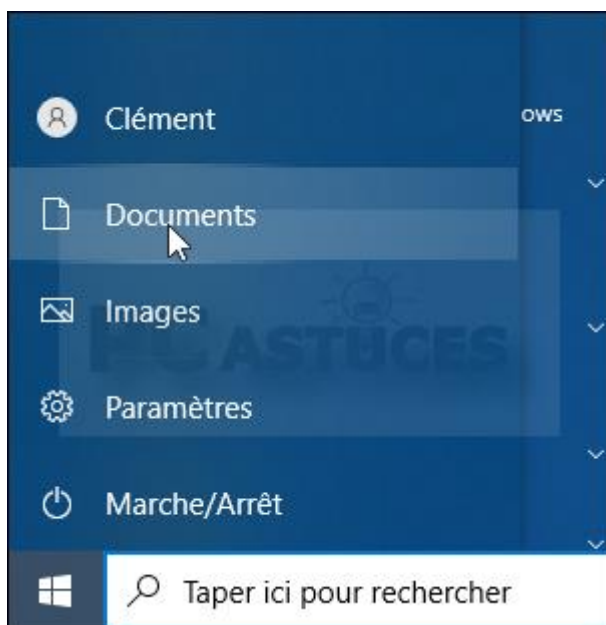 Clément
ows
Documents
Images
PC ASTUCES
Paramètres
Marche/Arrêt
Taper ici pour rechercher